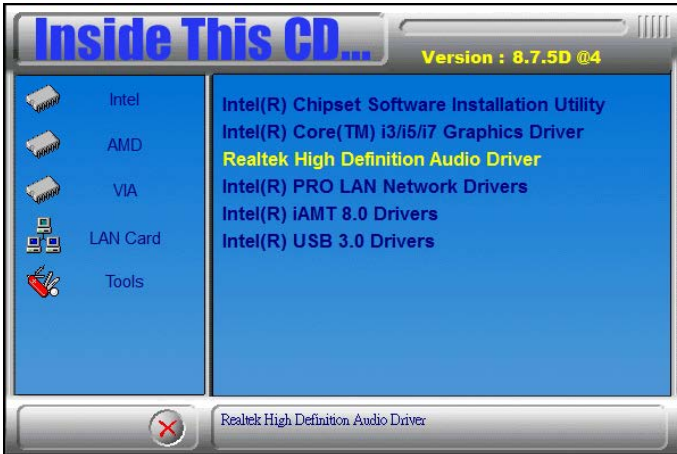 Inside This CD...
Version : 8.7.5D @4
Intel
AMD
VIA
LAN Card
Tools
Intel(R) Chipset Software Installation Utility
Intel(R) Core(TM) i3/i5/i7 Graphics Driver
Realtek High Definition Audio Driver
Intel(R) PRO LAN Network Drivers
Intel(R) iAMT 8.0 Drivers
Intel(R) USB 3.0 Drivers
Realtek High Definition Audio Driver